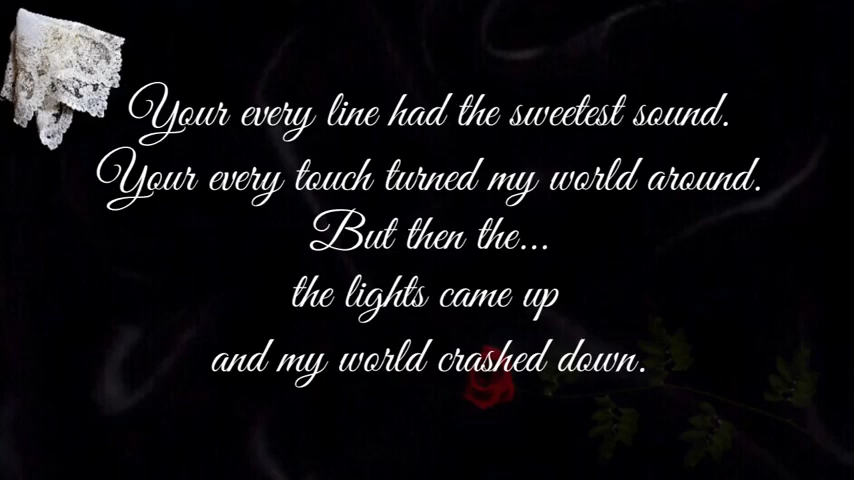 Your every line had the sweetest sound.
Your every touch turned my world around.
But then the...
the lights came up
and my world crashed down.